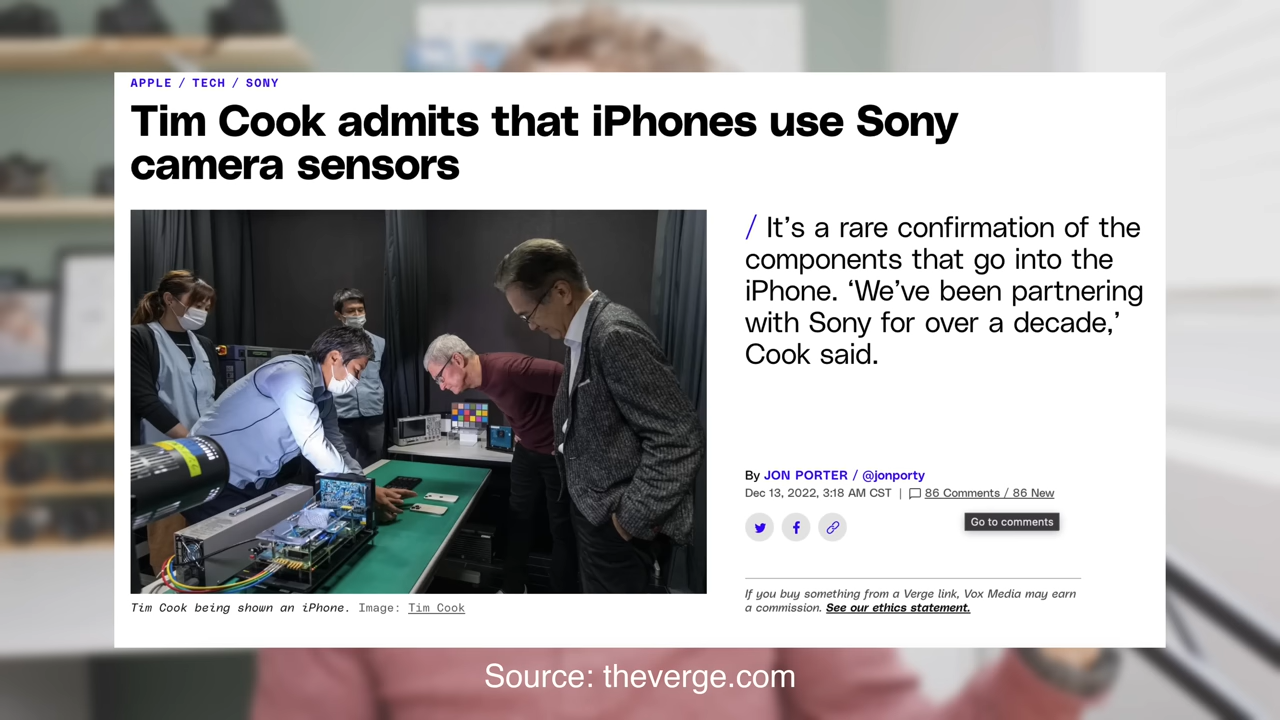 APPLE / TECH / SONY
Tim Cook admits that iPhones use Sony
camera sensors
/ It’s a rare confirmation of the
components that go into the
iPhone. ‘We’ve been partnering
with Sony for over a decade,’
Cook said.
By JON PORTER / @jonporty
Dec 13, 2022, 3:18 AM CST | 86 Comments / 86 New
Go to comments
If you buy something from a Verge link, Vox Media may earn
a commission. See our ethics statement.
Tim Cook being shown an iPhone. Image: Tim Cook
Source: theverge.com